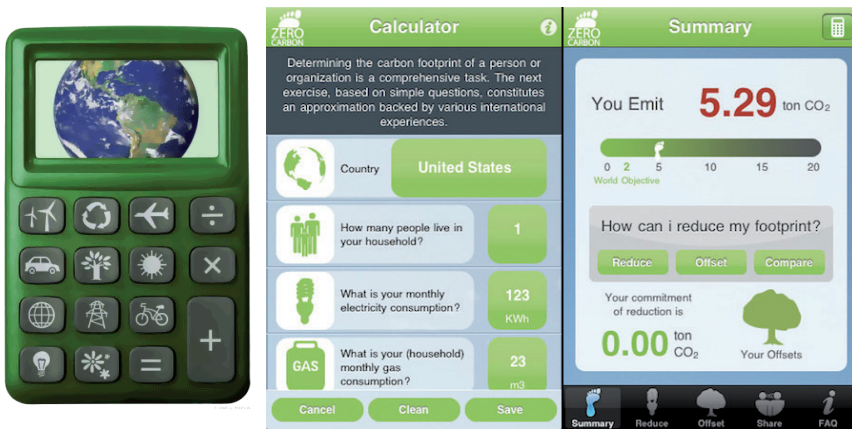 ÷
×
+
=
ZERO
CARBON
Calculator
i
Determining the carbon footprint of a person or
organization is a comprehensive task. The next
exercise, based on simple questions, constitutes
an approximation backed by various international
experiences.
Country
United States
How many people live in
your household?
1
What is your monthly
electricity consumption?
123
KWh
GAS
What is your (household)
monthly gas
consumption?
23
m3
Cancel
Clean
Save
ZERO
CARBON
Summary
You Emit 5.29 ton CO₂
0 2 5 10 15 20
World Objective
How can i reduce my footprint?
Reduce
Offset
Compare
Your commitment
of reduction is
0.00 ton
CO₂
Your Offsets
Summary
Reduce
Offset
Share
i
FAQ